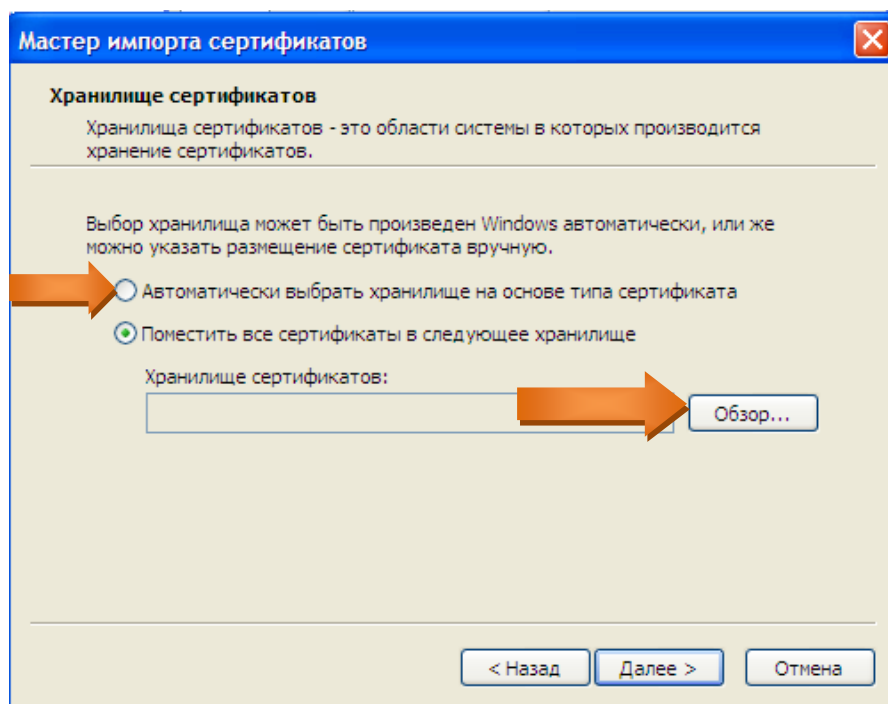 Мастер импорта сертификатов
Хранилище сертификатов
Хранилища сертификатов - это области системы в которых производится
хранение сертификатов.
Выбор хранилища может быть произведен Windows автоматически, или же
можно указать размещение сертификата вручную.
Автоматически выбрать хранилище на основе типа сертификата
Поместить все сертификаты в следующее хранилище
Хранилище сертификатов:
Обзор...
< Назад
Далее >
Отмена